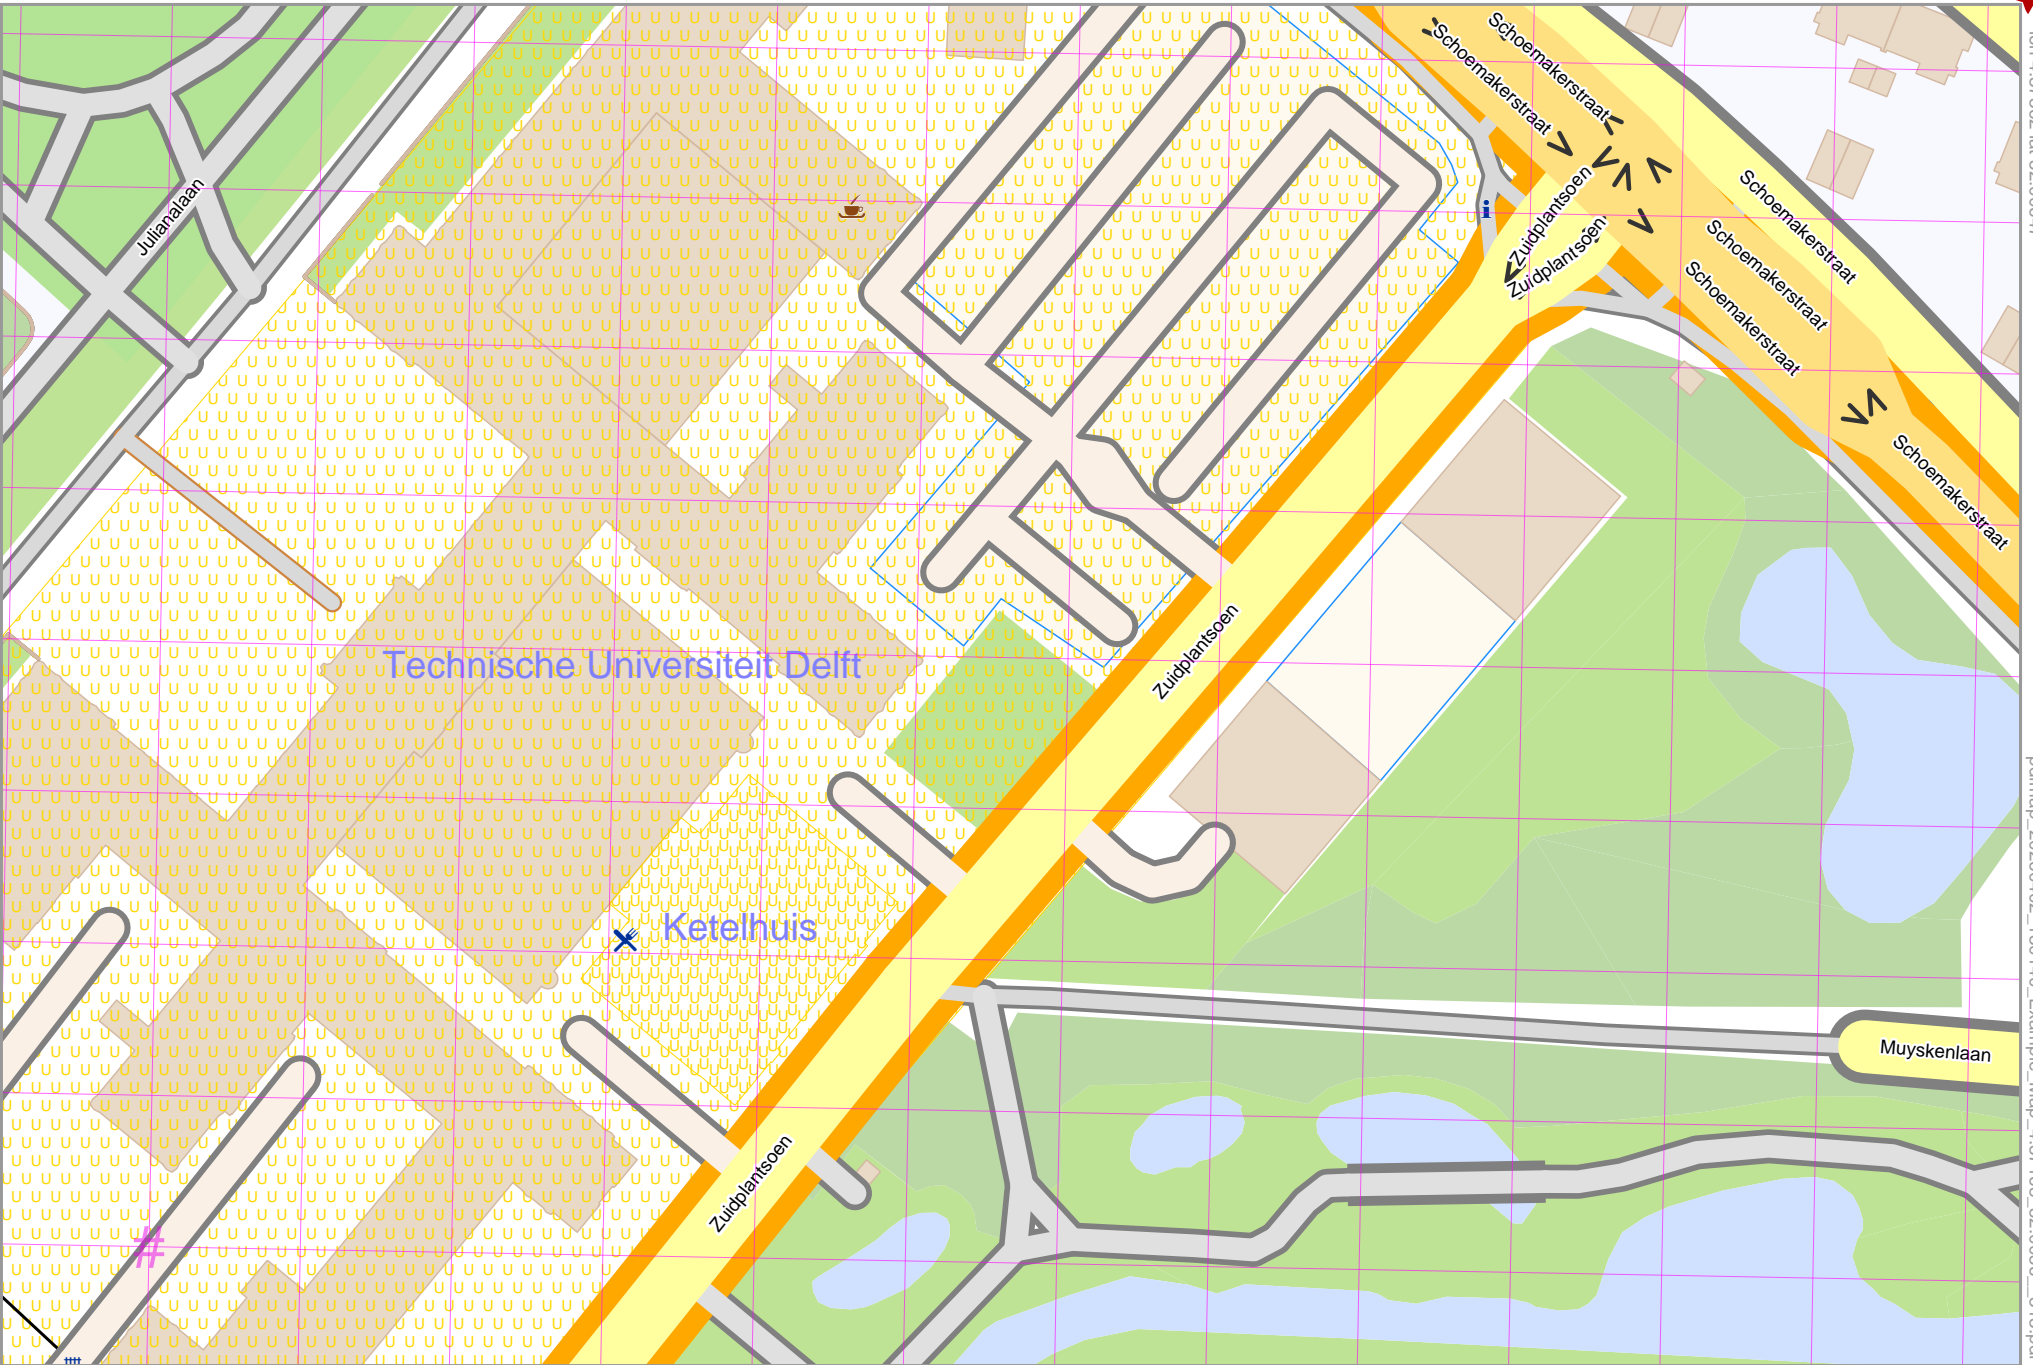 Schoemakerstraat
Schoemakerstraat
Julianalaan
Zuidplantsoen
Zuidplantsoen
Schoemakerstraat
Schoemakerstraat
Schoemakerstraat
Schoemakerstraat
Technische Universiteit Delft
Zuidplantsoen
Ketelhuis
Muyskenlaan
Zuidplantsoen
#